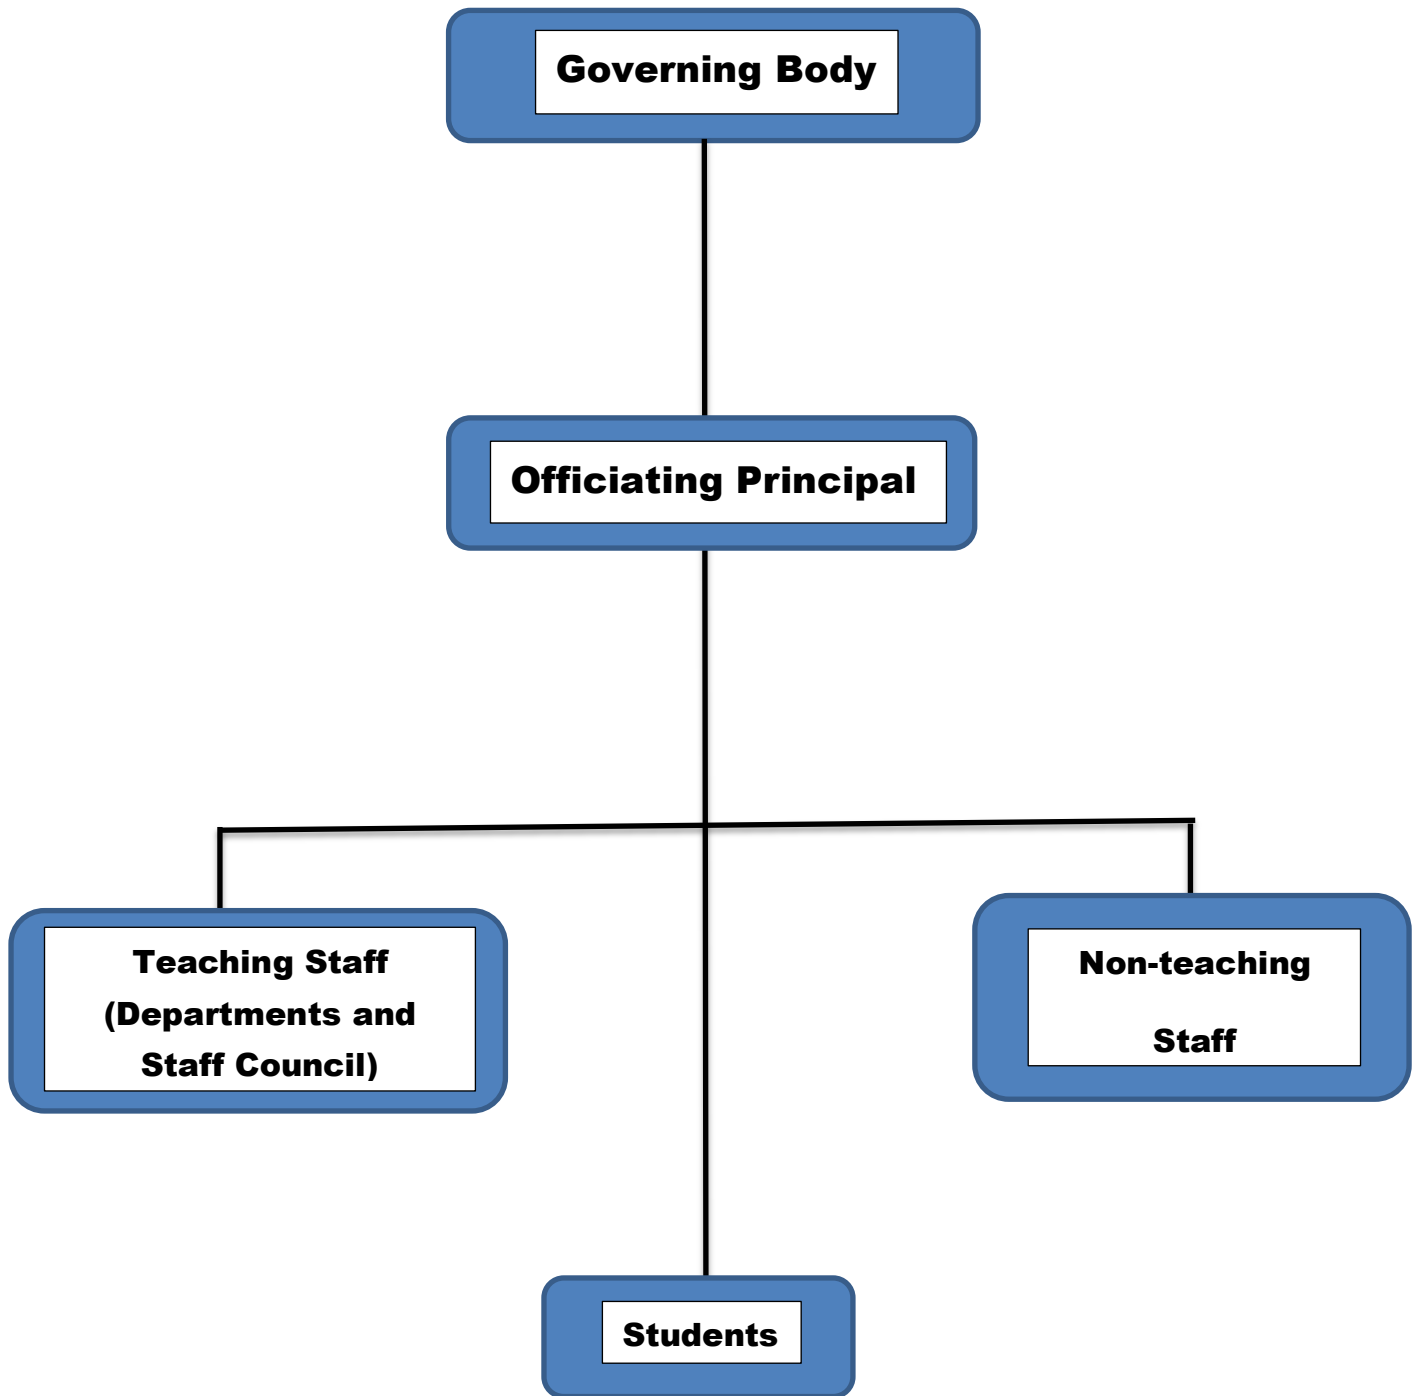 Governing Body
Officiating Principal
Teaching Staff
(Departments and
Staff Council)
Non-teaching
Staff
Students